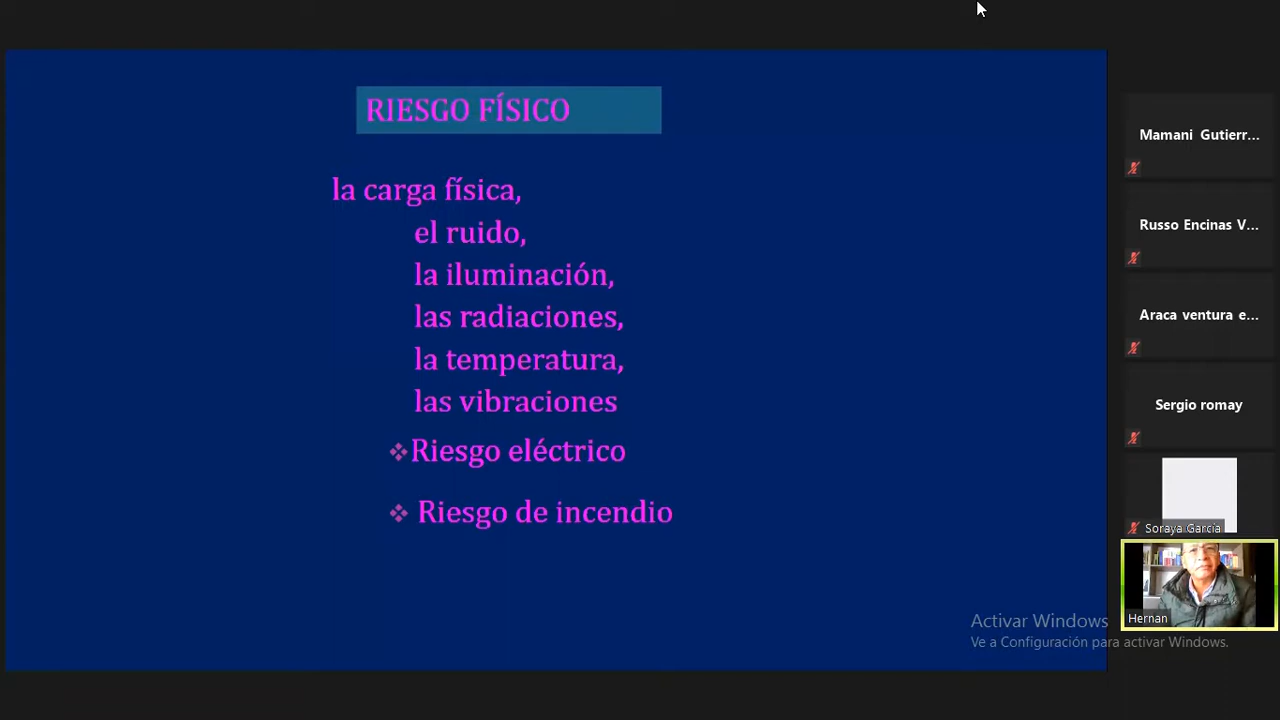 RIESGO FÍSICO
la carga física,
el ruido,
la iluminación,
las radiaciones,
la temperatura,
las vibraciones
❖Riesgo eléctrico
❖ Riesgo de incendio
Mamani Gutierr...
Russo Encinas V...
Araca ventura e...
Sergio romay
Soraya Garcia
Hernan
Activar Windows
Ve a Configuración para activar Windows.